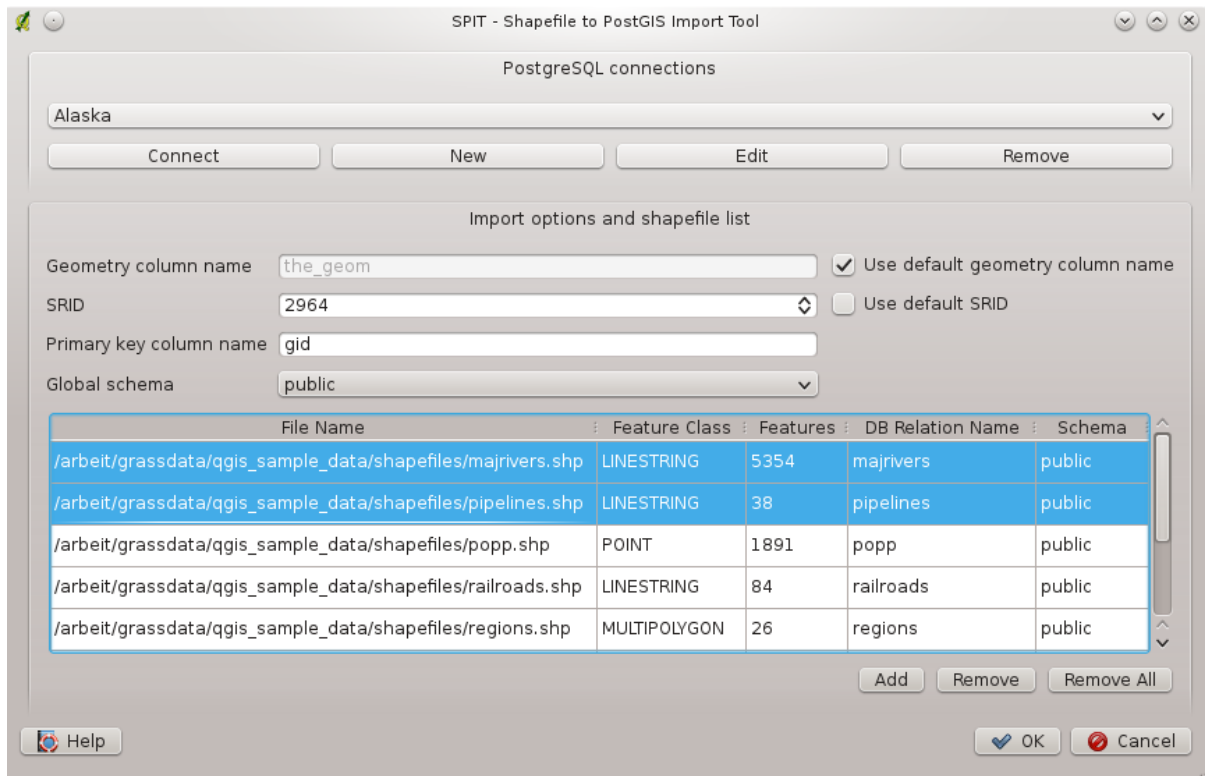 SPIT - Shapefile to PostGIS Import Tool
PostgreSQL connections
Alaska
Connect New Edit Remove
Import options and shapefile list
Geometry column name the_geom Use default geometry column name
SRID 2964 Use default SRID
Primary key column name gid
Global schema public
File Name Feature Class Features DB Relation Name Schema
/arbeit/grassdata/qgis_sample_data/shapefiles/majrivers.shp LINESTRING 5354 majrivers public
/arbeit/grassdata/qgis_sample_data/shapefiles/pipelines.shp LINESTRING 38 pipelines public
/arbeit/grassdata/qgis_sample_data/shapefiles/popp.shp POINT 1891 popp public
/arbeit/grassdata/qgis_sample_data/shapefiles/railroads.shp LINESTRING 84 railroads public
/arbeit/grassdata/qgis_sample_data/shapefiles/regions.shp MULTIPOLYGON 26 regions public
Add Remove Remove All
Help OK Cancel